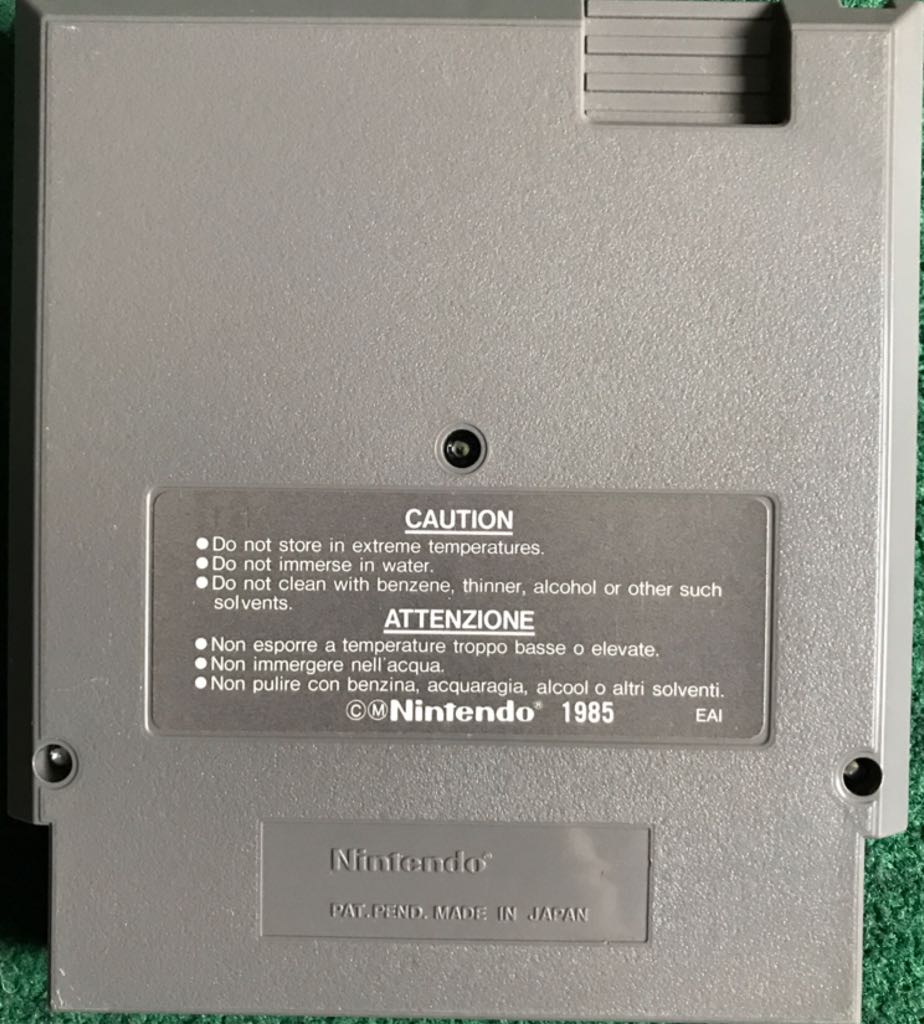 CAUTION
●Do not store in extreme temperatures.
●Do not immerse in water.
●Do not clean with benzene, thinner, alcohol or other such
solvents.
ATTENZIONE
●Non esporre a temperature troppo basse o elevate.
●Non immergere nell'acqua.
●Non pulire con benzina, acquaragia, alcool o altri solventi.
©ⓂNintendo® 1985 EAI
Nintendo®
PAT.PEND. MADE IN JAPAN